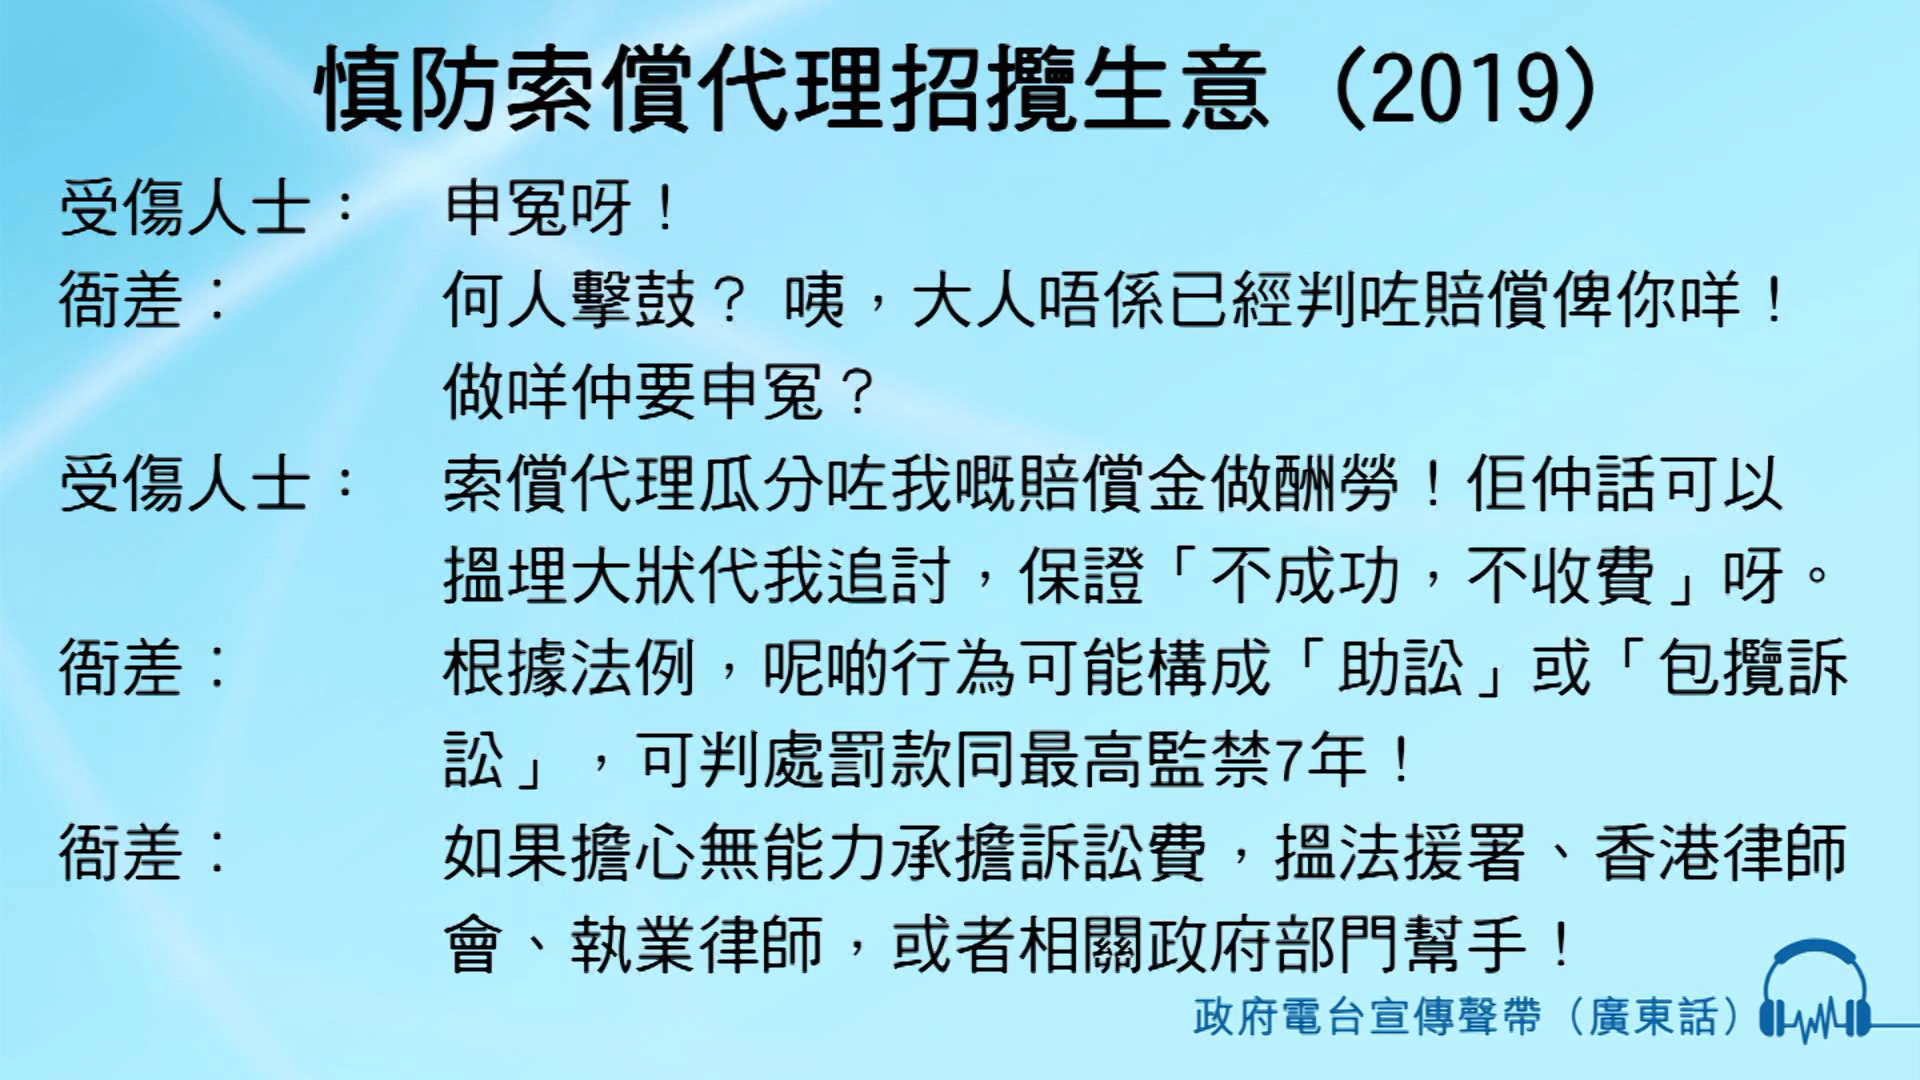 慎防索償代理招攬生意（2019）
受傷人士： 申冤呀！
衙差： 何人擊鼓？ 咦，大人唔係已經判咗賠償俾你咩！
做咩仲要申冤？
受傷人士： 索償代理瓜分咗我嘅賠償金做酬勞！佢仲話可以
搵埋大狀代我追討，保證「不成功，不收費」呀。
衙差： 根據法例，呢啲行為可能構成「助訟」或「包攬訴
訟」，可判處罰款同最高監禁7年！
衙差： 如果擔心無能力承擔訴訟費，搵法援署、香港律師
會、執業律師，或者相關政府部門幫手！
政府電台宣傳聲帶（廣東話）